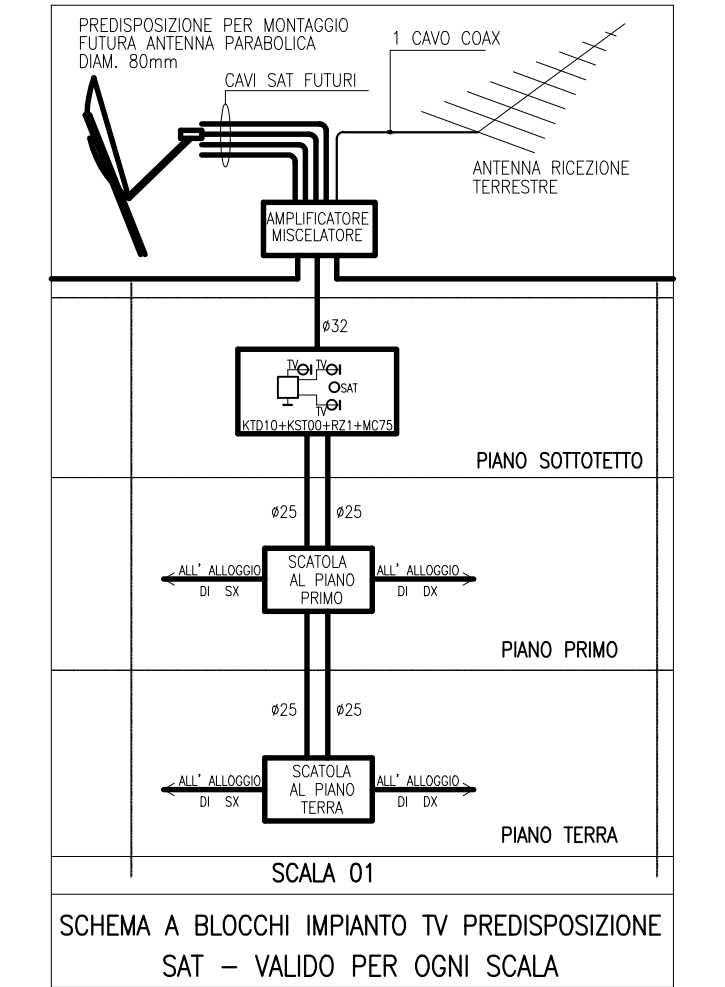 PREDISPOSIZIONE PER MONTAGGIO
FUTURA ANTENNA PARABOLICA
DIAM. 80mm
1 CAVO COAX
CAVI SAT FUTURI
ANTENNA RICEZIONE
TERRESTRE
AMPLIFICATORE
MISCELATORE
ø32
TV TV
SAT
TV
KTD10+KST00+RZ1+MC75
PIANO SOTTOTETTO
ø25 ø25
ALL' ALLOGGIO
DI SX
SCATOLA
AL PIANO
PRIMO
ALL' ALLOGGIO
DI DX
PIANO PRIMO
ø25 ø25
ALL' ALLOGGIO
DI SX
SCATOLA
AL PIANO
TERRA
ALL' ALLOGGIO
DI DX
PIANO TERRA
SCALA 01
SCHEMA A BLOCCHI IMPIANTO TV PREDISPOSIZIONE
SAT – VALIDO PER OGNI SCALA